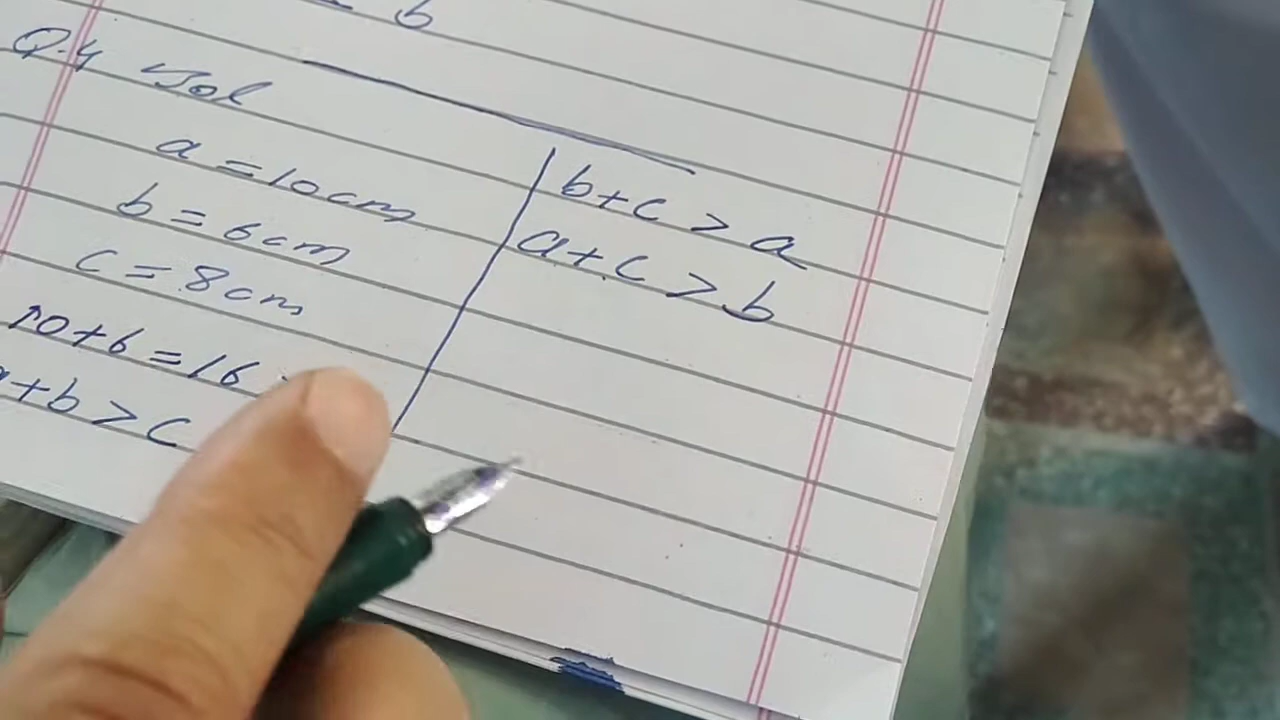 b
Q.4 Sol
a = 10cm
b = 6cm
c = 8cm
10+6 = 16
a+b > c
b+c > a
a+c > b